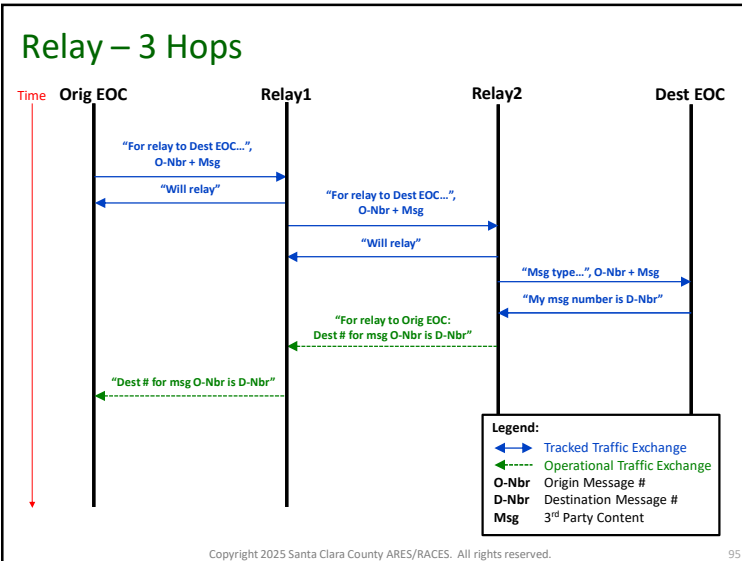 Relay – 3 Hops
Time
Orig EOC
Relay1
Relay2
Dest EOC
“For relay to Dest EOC…”,
O-Nbr + Msg
“Will relay”
“For relay to Dest EOC…”,
O-Nbr + Msg
“Will relay”
“Msg type…”, O-Nbr + Msg
“My msg number is D-Nbr”
“For relay to Orig EOC:
Dest # for msg O-Nbr is D-Nbr”
“Dest # for msg O-Nbr is D-Nbr”
Legend:
Tracked Traffic Exchange
Operational Traffic Exchange
O-Nbr Origin Message #
D-Nbr Destination Message #
Msg 3rd Party Content
Copyright 2025 Santa Clara County ARES/RACES. All rights reserved.
95